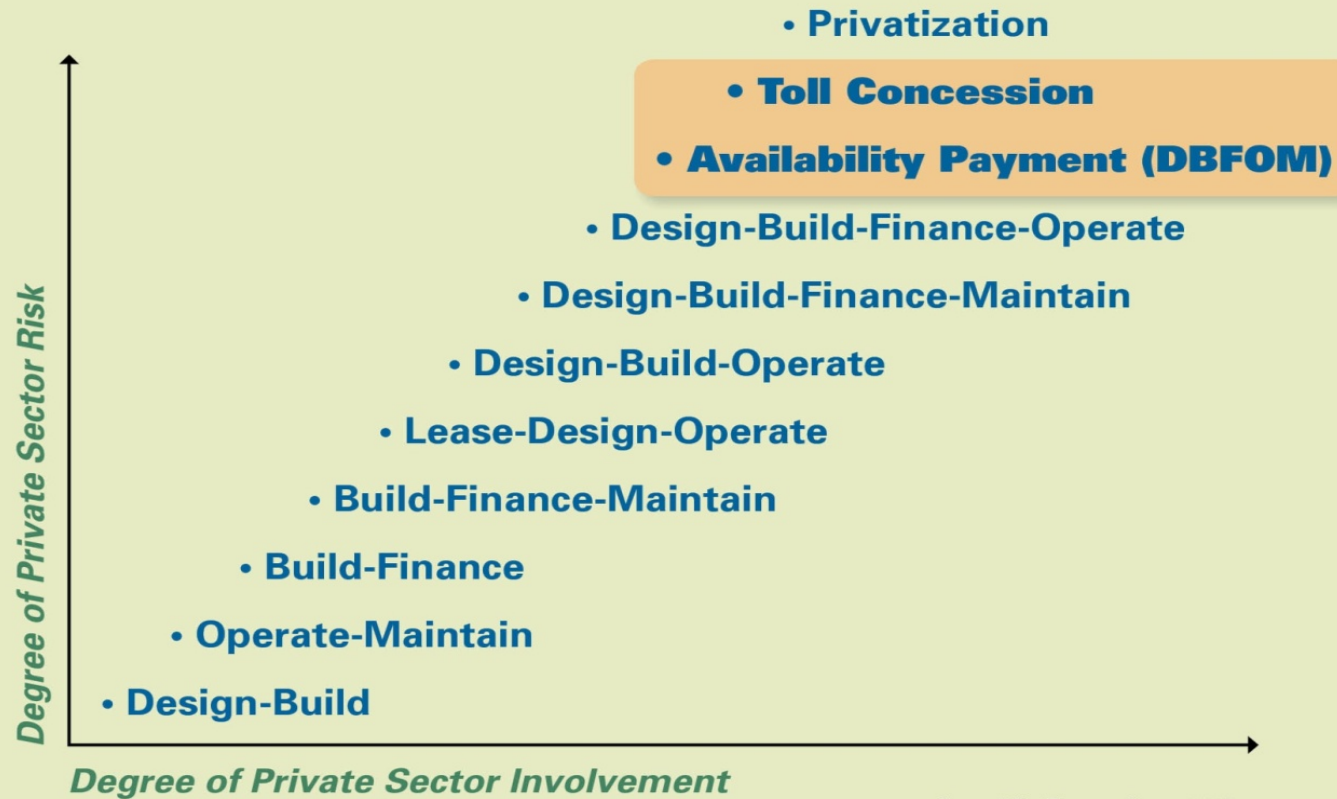 • Privatization
• Toll Concession
• Availability Payment (DBFOM)
• Design-Build-Finance-Operate
• Design-Build-Finance-Maintain
• Design-Build-Operate
• Lease-Design-Operate
• Build-Finance-Maintain
• Build-Finance
• Operate-Maintain
• Design-Build
Degree of Private Sector Risk
Degree of Private Sector Involvement